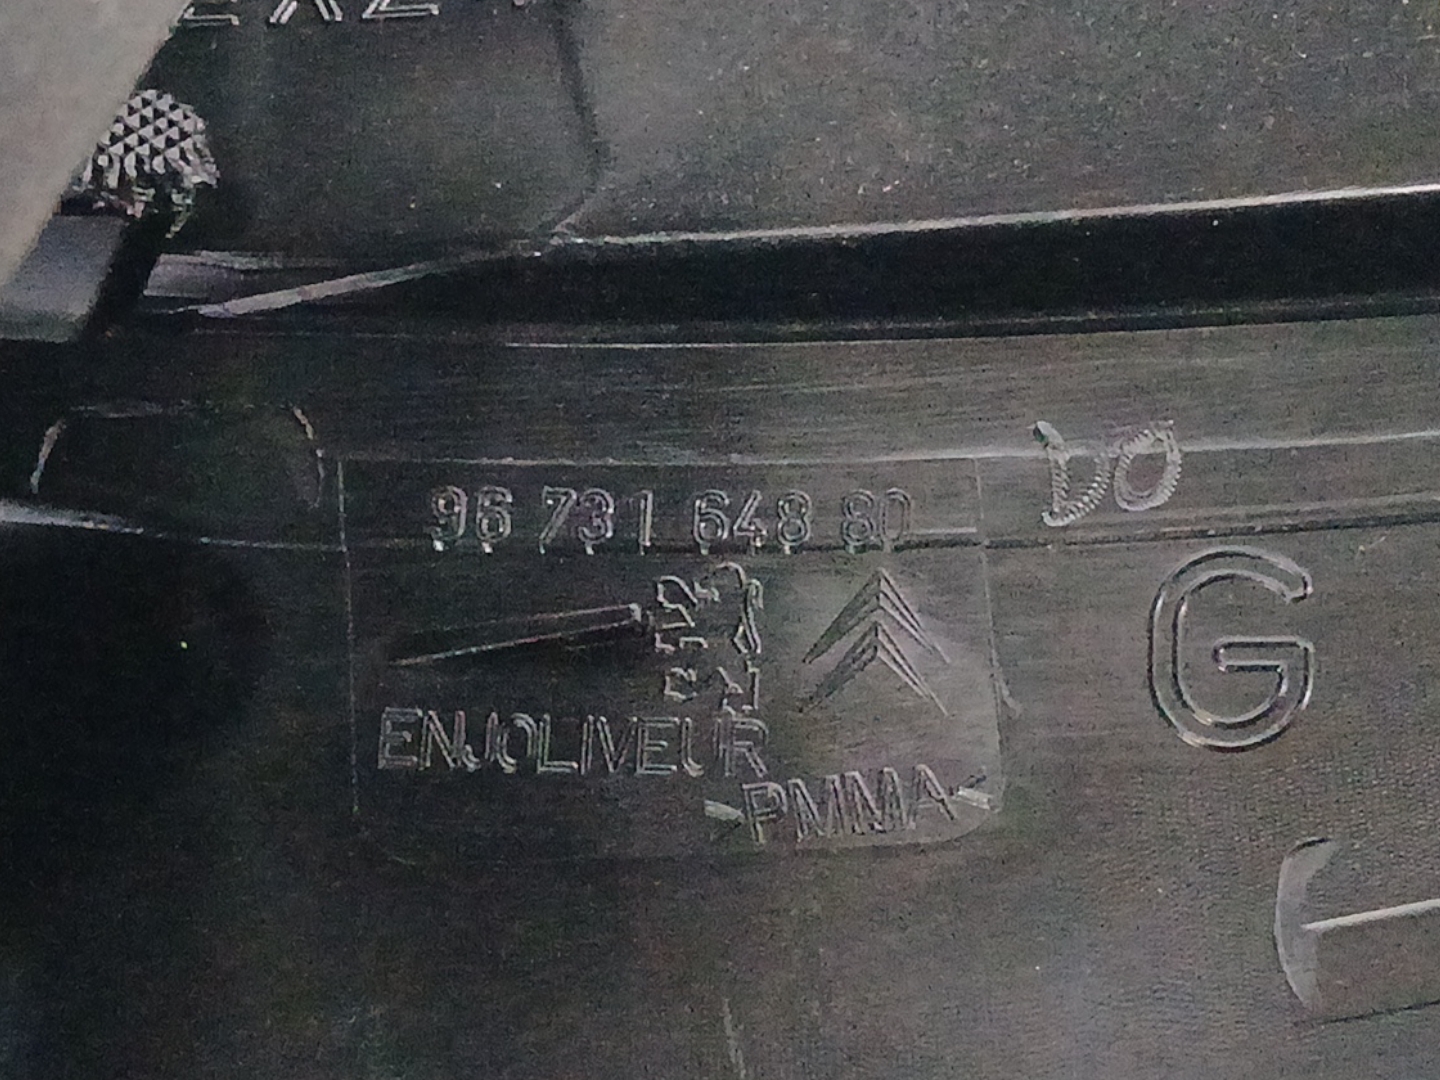 96 731 648 80
DO
G
ENJOLIVEUR
>PMMA<